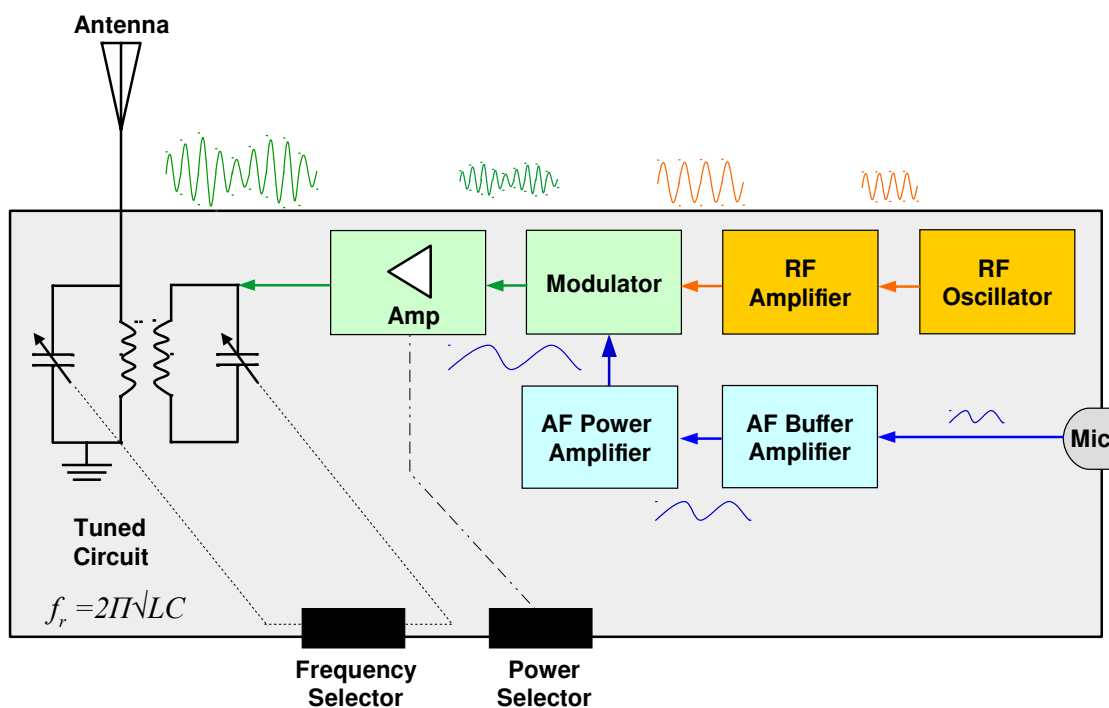 Antenna
Amp
Modulator
RF
Amplifier
RF
Oscillator
AF Power
Amplifier
AF Buffer
Amplifier
Mic
Tuned
Circuit
fr =2Π√LC
Frequency
Selector
Power
Selector